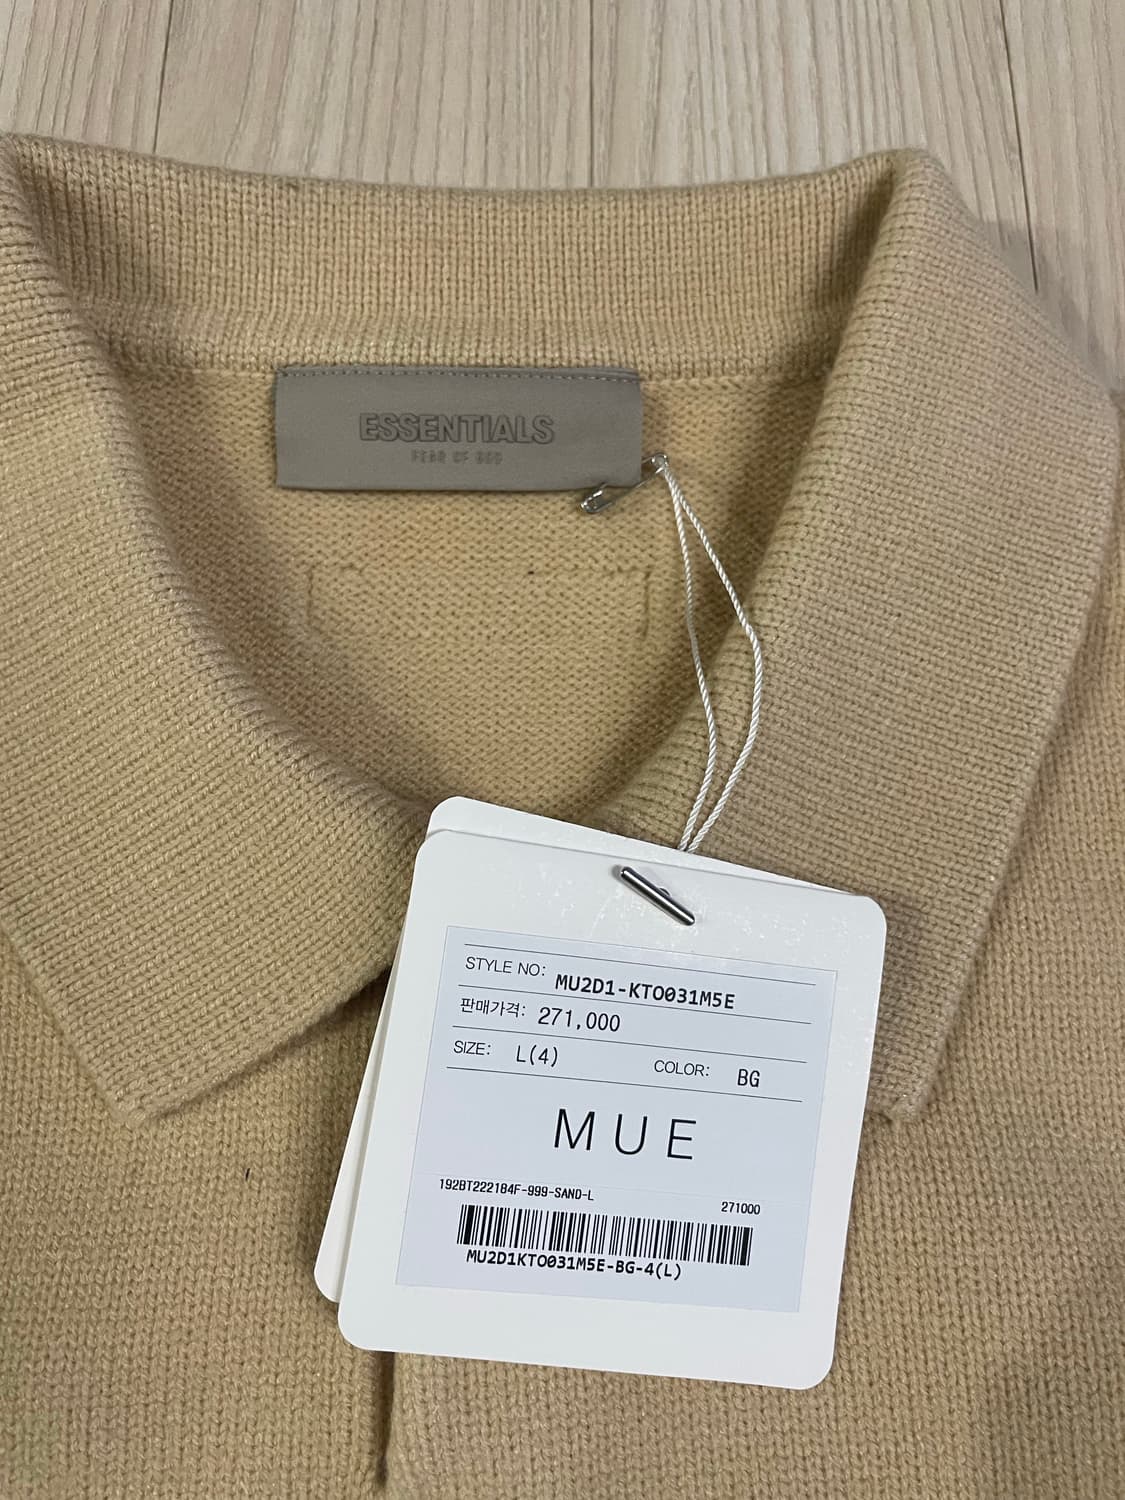 ESSENTIALS
FEAR OF GOD
STYLE NO: MU2D1-KTO031M5E
판매가격: 271,000
SIZE: L(4) COLOR: BG
MUE
192BT222184F-999-SAND-L
271000
MU2D1KTO031M5E-BG-4(L)